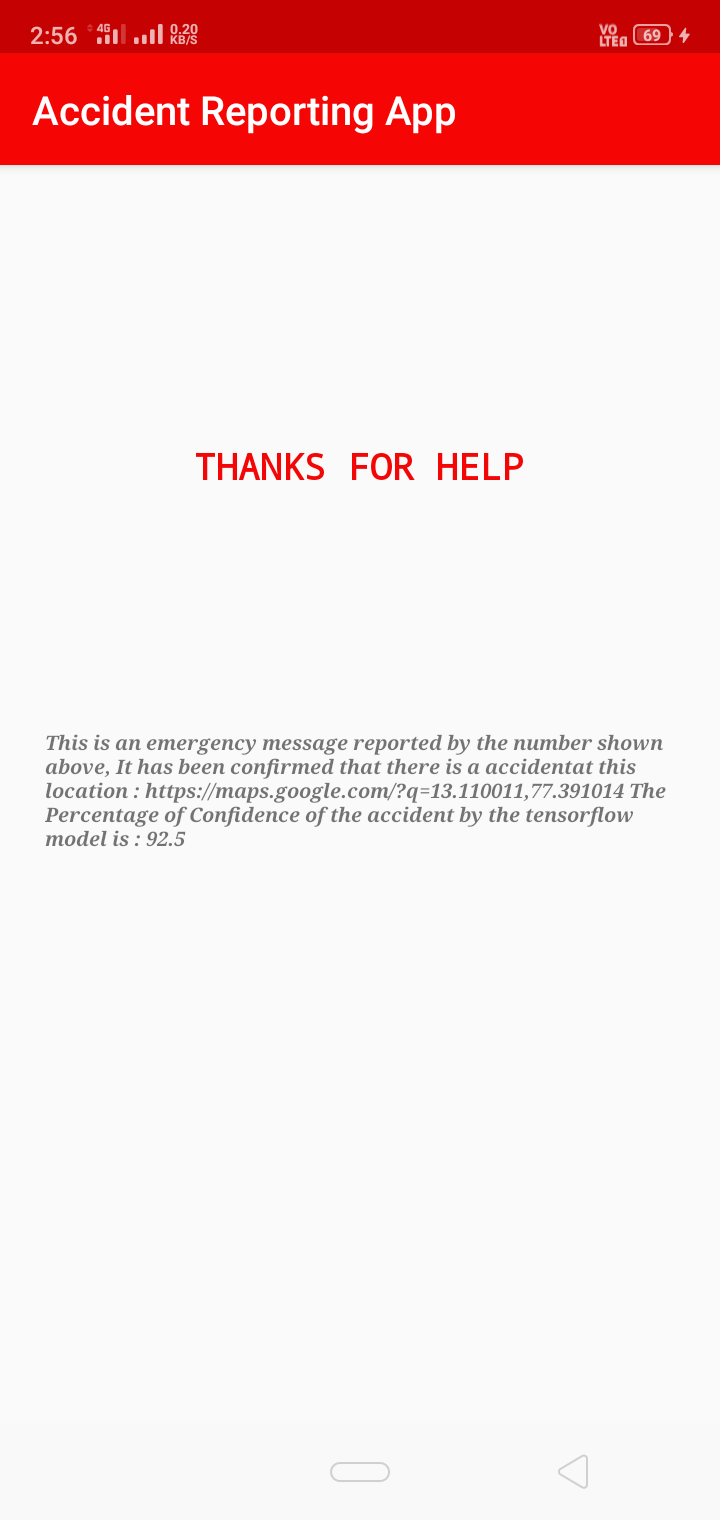 2:56 4G 0.20 KB/S VO LTE 69
Accident Reporting App
THANKS FOR HELP
This is an emergency message reported by the number shown
above, It has been confirmed that there is a accidentat this
location : https://maps.google.com/?q=13.110011,77.391014 The
Percentage of Confidence of the accident by the tensorflow
model is : 92.5